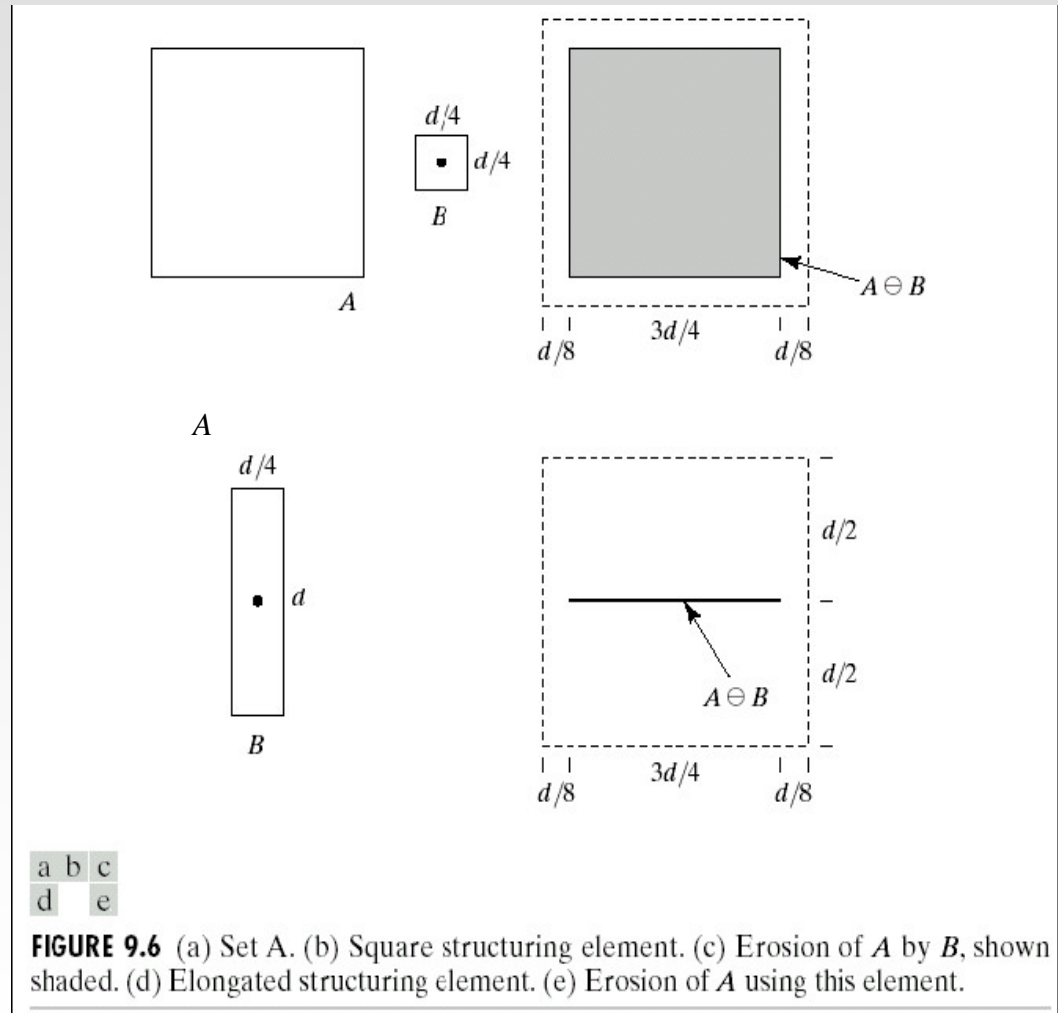 d/4
d/4
B
A
A ⊖ B
3d/4
d/8
d/8
A
d/4
d
B
d/2
d/2
A ⊖ B
3d/4
d/8
d/8
a b c
d e
FIGURE 9.6 (a) Set A. (b) Square structuring element. (c) Erosion of A by B, shown
shaded. (d) Elongated structuring element. (e) Erosion of A using this element.